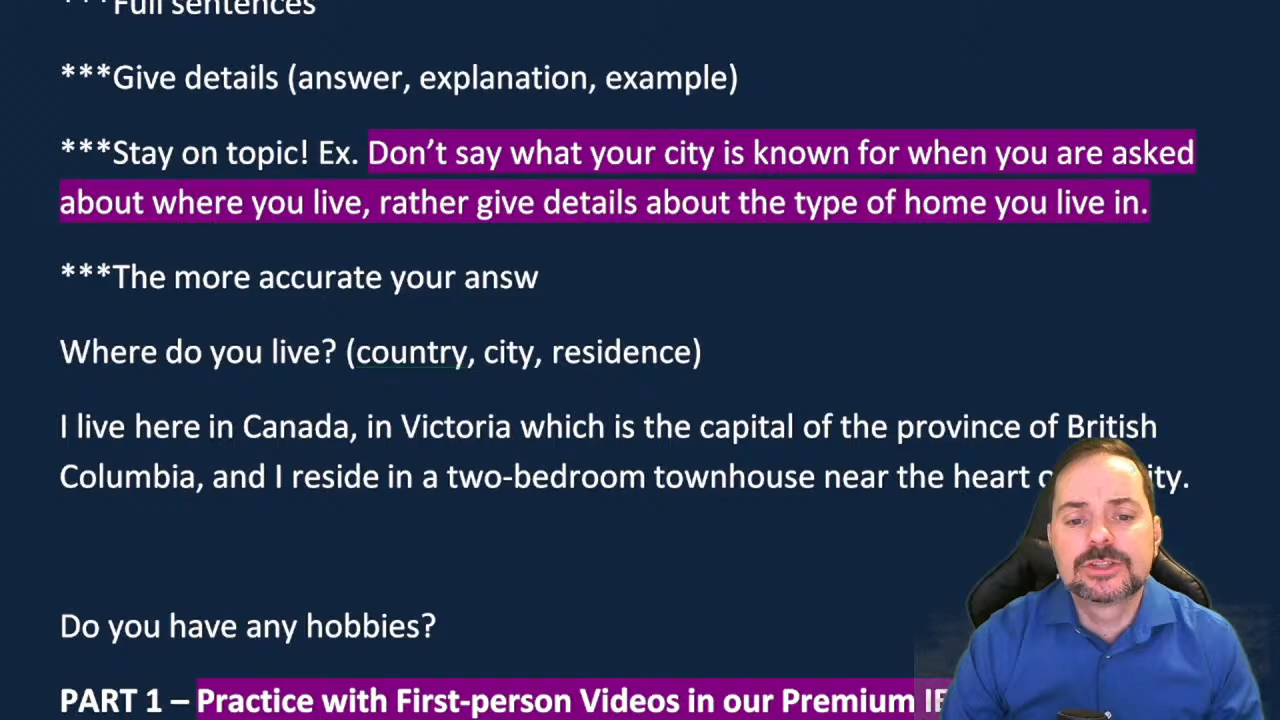 ***Full sentences
***Give details (answer, explanation, example)
***Stay on topic! Ex. Don't say what your city is known for when you are asked
about where you live, rather give details about the type of home you live in.
***The more accurate your answ
Where do you live? (country, city, residence)
I live here in Canada, in Victoria which is the capital of the province of British
Columbia, and I reside in a two-bedroom townhouse near the heart
Do you have any hobbies?
PART 1 – Practice with First-person Videos in our Premium